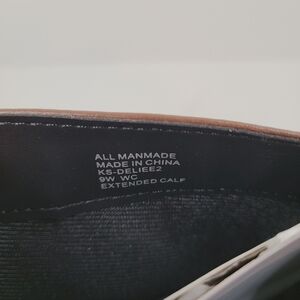 ALL MANMADE
MADE IN CHINA
KS-DELIEE2
9W WC
EXTENDED CALF